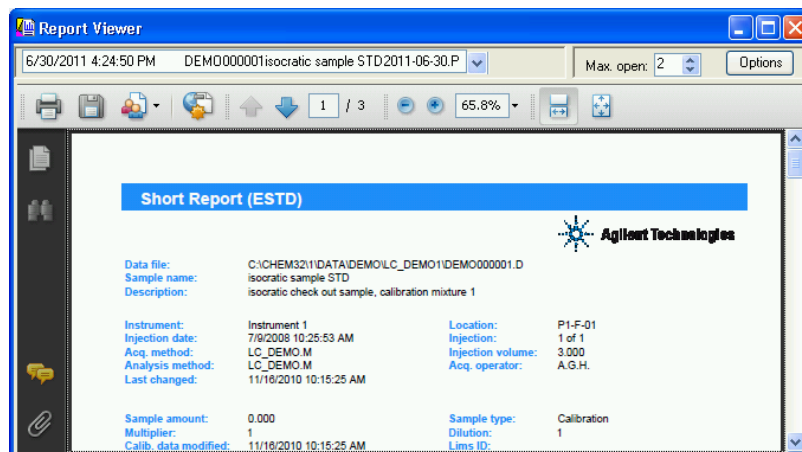 Report Viewer
6/30/2011 4:24:50 PM DEMO000001isocratic sample STD2011-06-30.P Max. open: 2 Options
1 / 3 65.8%
Short Report (ESTD)
Agilent Technologies
Data file: C:\CHEM32\1\DATA\DEMO\LC_DEMO1\DEMO000001.D
Sample name: isocratic sample STD
Description: isocratic check out sample, calibration mixture 1
Instrument: Instrument 1 Location: P1-F-01
Injection date: 7/9/2008 10:25:53 AM Injection: 1 of 1
Acq. method: LC_DEMO.M Injection volume: 3.000
Analysis method: LC_DEMO.M Acq. operator: A.G.H.
Last changed: 11/16/2010 10:15:25 AM
Sample amount: 0.000 Sample type: Calibration
Multiplier: 1 Dilution: 1
Calib. data modified: 11/16/2010 10:15:25 AM Lims ID: